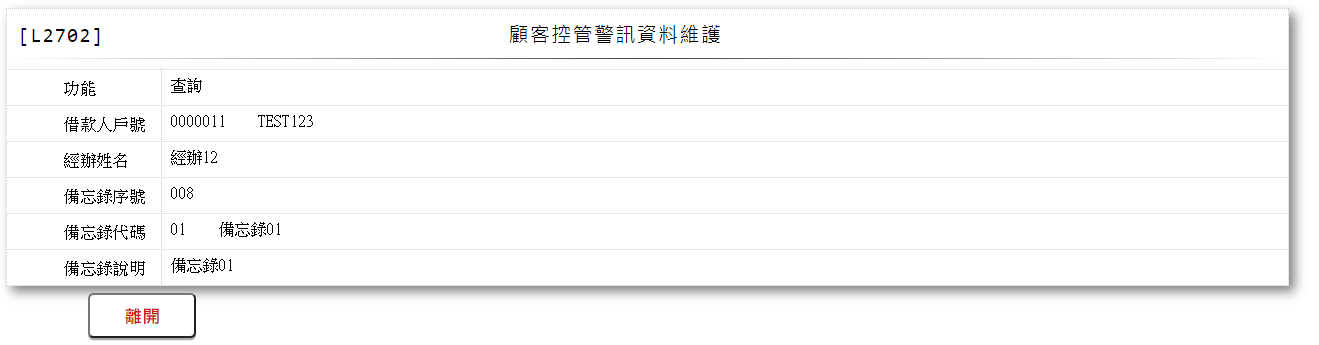 [L2702] 顧客控管警訊資料維護
功能 查詢
借款人戶號 0000011 TEST123
經辦姓名 經辦12
備忘錄序號 008
備忘錄代碼 01 備忘錄01
備忘錄說明 備忘錄01
離開